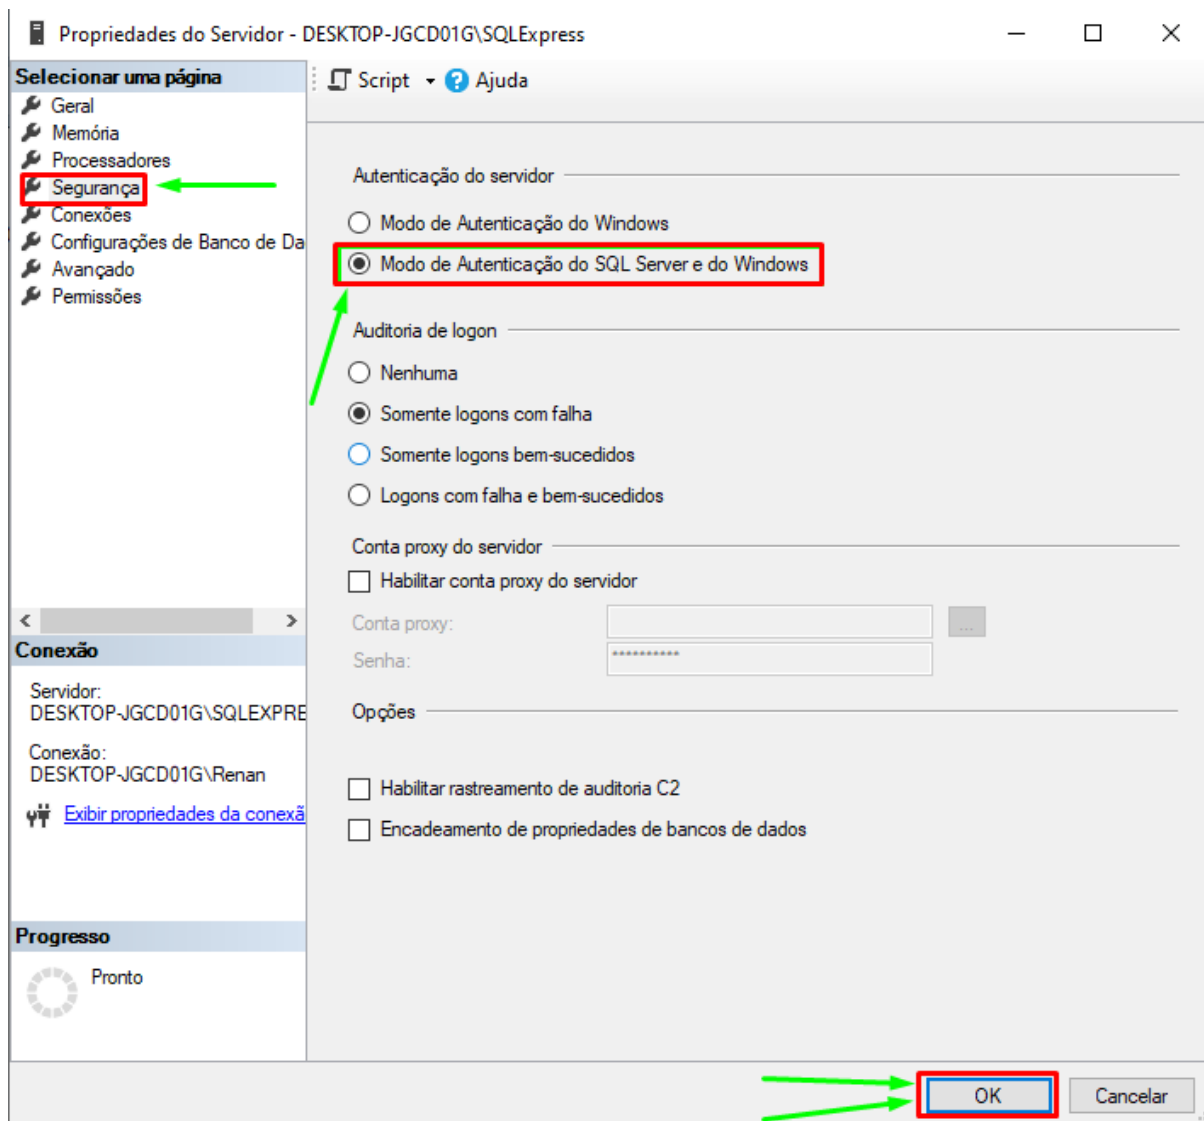 Propriedades do Servidor - DESKTOP-JGCD01G\SQLExpress
Selecionar uma página
Geral
Memória
Processadores
Segurança
Conexões
Configurações de Banco de Da
Avançado
Permissões
Script
Ajuda
Autenticação do servidor
Modo de Autenticação do Windows
Modo de Autenticação do SQL Server e do Windows
Auditoria de logon
Nenhuma
Somente logons com falha
Somente logons bem-sucedidos
Logons com falha e bem-sucedidos
Conta proxy do servidor
Habilitar conta proxy do servidor
Conta proxy:
...
Senha:
**********
Opções
Habilitar rastreamento de auditoria C2
Encadeamento de propriedades de bancos de dados
Conexão
Servidor:
DESKTOP-JGCD01G\SQLEXPRE
Conexão:
DESKTOP-JGCD01G\Renan
Exibir propriedades da conexã
Progresso
Pronto
OK
Cancelar